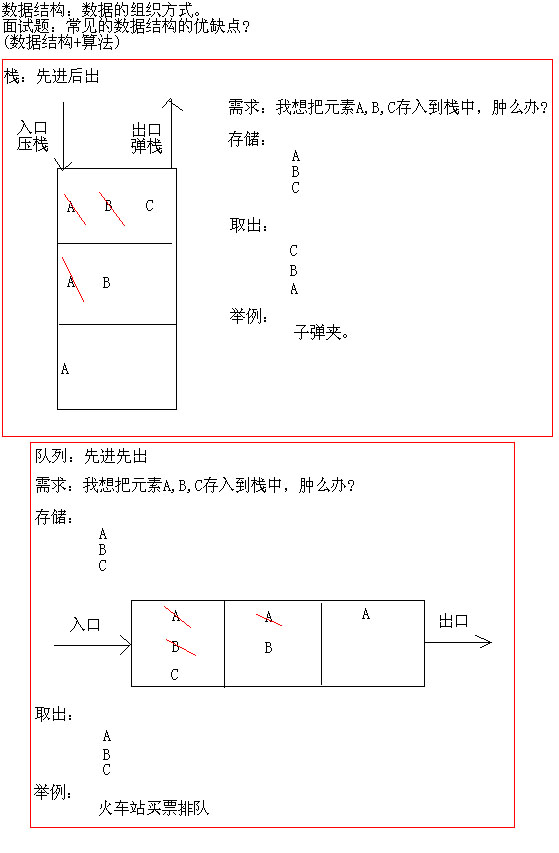 数据结构：数据的组织方式。
面试题：常见的数据结构的优缺点?
(数据结构+算法)
栈：先进后出
需求：我想把元素A,B,C存入到栈中，肿么办?
入口
压栈
出口
弹栈
存储：
A
B
C
A B C
取出：
C
B
A
A B
举例：
子弹夹。
A
队列：先进先出
需求：我想把元素A,B,C存入到栈中，肿么办?
存储：
A
B
C
入口
A A A
B B
C
出口
取出：
A
B
C
举例：
火车站买票排队